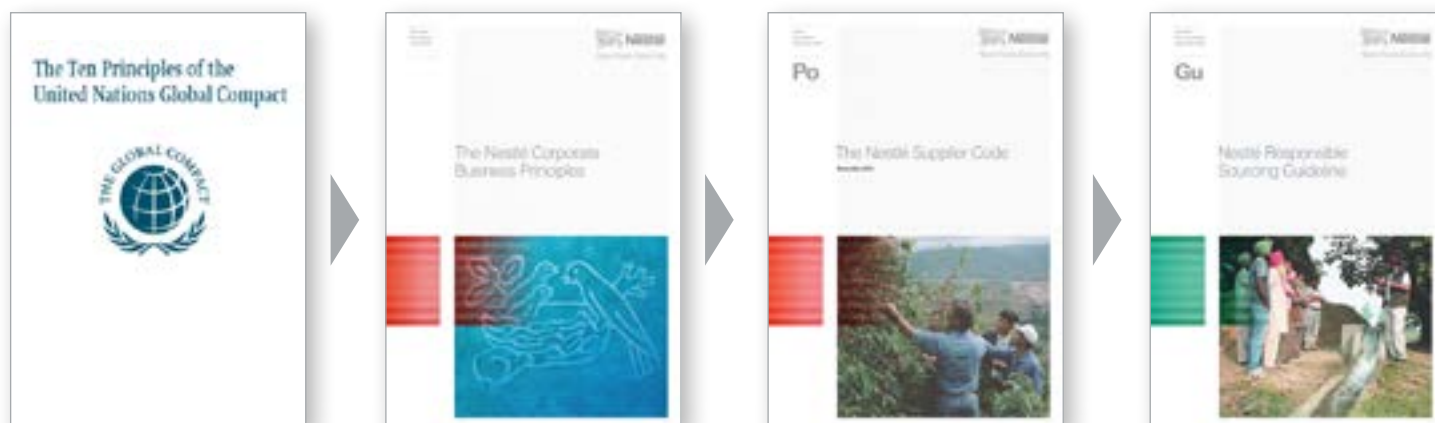 The Ten Principles of the
United Nations Global Compact
THE GLOBAL COMPACT
Nestlé
The Nestlé Corporate
Business Principles
Po
Nestlé
The Nestlé Supplier Code
Gu
Nestlé
Nestlé Responsible
Sourcing Guideline